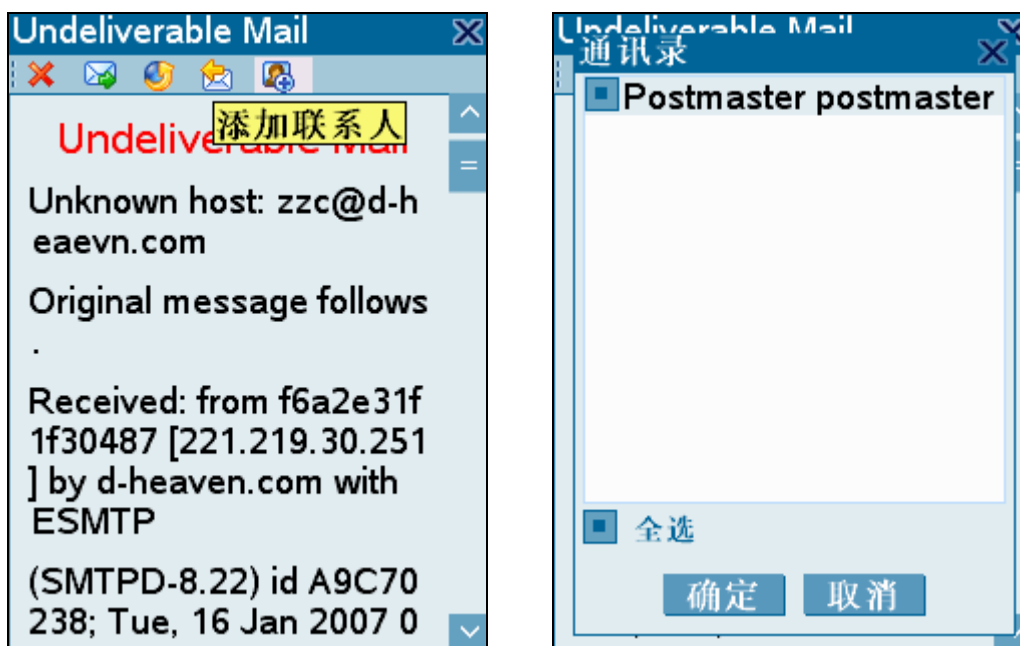 Undeliverable Mail
添加联系人
Undeliverable Mail
Unknown host: zzc@d-h
eaevn.com
Original message follows
.
Received: from f6a2e31f
1f30487 [221.219.30.251
] by d-heaven.com with
ESMTP
(SMTPD-8.22) id A9C70
238; Tue, 16 Jan 2007 0
Undeliverable Mail
通讯录
Postmaster postmaster
全选
确定 取消